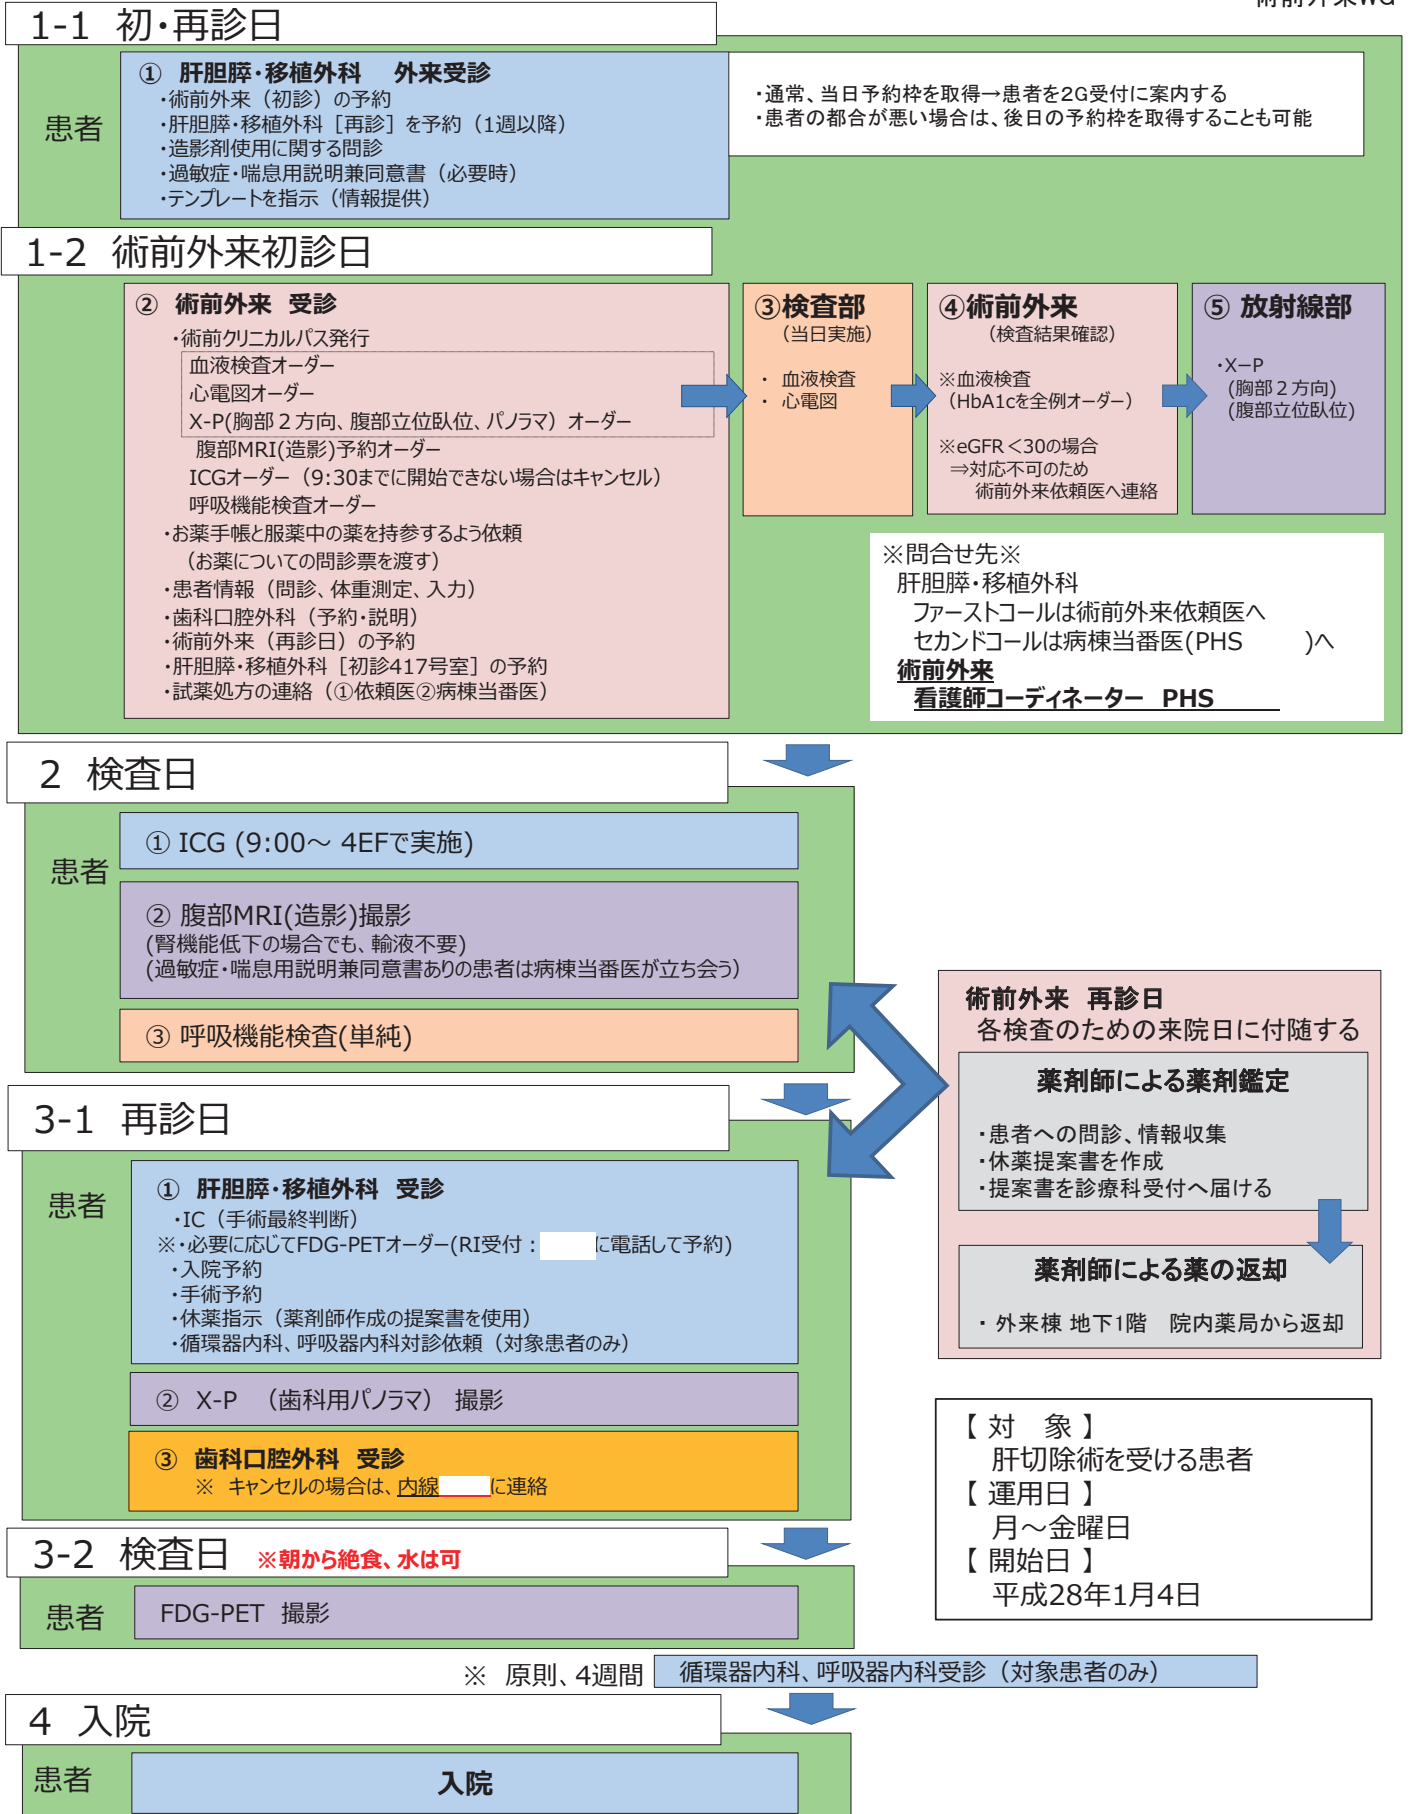 術前外来WG
1-1 初・再診日
患者
① 肝胆膵・移植外科 外来受診
・術前外来（初診）の予約
・肝胆膵・移植外科［再診］を予約（1週以降）
・造影剤使用に関する問診
・過敏症・喘息用説明兼同意書（必要時）
・テンプレートを指示（情報提供）
・通常、当日予約枠を取得→患者を2G受付に案内する
・患者の都合が悪い場合は、後日の予約枠を取得することも可能
1-2 術前外来初診日
② 術前外来 受診
・術前クリニカルパス発行
血液検査オーダー
心電図オーダー
X-P(胸部２方向、腹部立位臥位、パノラマ）オーダー
腹部MRI(造影)予約オーダー
ICGオーダー（9:30までに開始できない場合はキャンセル）
呼吸機能検査オーダー
・お薬手帳と服薬中の薬を持参するよう依頼
（お薬についての問診票を渡す）
・患者情報（問診、体重測定、入力）
・歯科口腔外科（予約・説明）
・術前外来（再診日）の予約
・肝胆膵・移植外科［初診417号室］の予約
・試薬処方の連絡（①依頼医②病棟当番医）
③検査部
（当日実施）
・ 血液検査
・ 心電図
④術前外来
（検査結果確認）
※血液検査
（HbA1cを全例オーダー）
※eGFR＜30の場合
⇒対応不可のため
術前外来依頼医へ連絡
⑤ 放射線部
・X−P
（胸部２方向）
（腹部立位臥位）
※問合せ先※
肝胆膵・移植外科
ファーストコールは術前外来依頼医へ
セカンドコールは病棟当番医(PHS )へ
術前外来
看護師コーディネーター PHS
2 検査日
患者
① ICG (9:00～ 4EFで実施)
② 腹部MRI(造影)撮影
(腎機能低下の場合でも、輸液不要)
(過敏症・喘息用説明兼同意書ありの患者は病棟当番医が立ち会う)
③ 呼吸機能検査(単純)
術前外来 再診日
各検査のための来院日に付随する
薬剤師による薬剤鑑定
・患者への問診、情報収集
・休薬提案書を作成
・提案書を診療科受付へ届ける
薬剤師による薬の返却
・ 外来棟 地下1階 院内薬局から返却
3-1 再診日
患者
① 肝胆膵・移植外科 受診
・IC（手術最終判断）
※・必要に応じてFDG-PETオーダー(RI受付： に電話して予約)
・入院予約
・手術予約
・休薬指示（薬剤師作成の提案書を使用）
・循環器内科、呼吸器内科対診依頼（対象患者のみ）
② X-P （歯科用パノラマ） 撮影
③ 歯科口腔外科 受診
※ キャンセルの場合は、内線 に連絡
【 対 象 】
肝切除術を受ける患者
【 運用日 】
月～金曜日
【 開始日 】
平成28年1月4日
3-2 検査日 ※朝から絶食、水は可
患者
FDG-PET 撮影
※ 原則、4週間
循環器内科、呼吸器内科受診（対象患者のみ）
4 入院
患者
入院